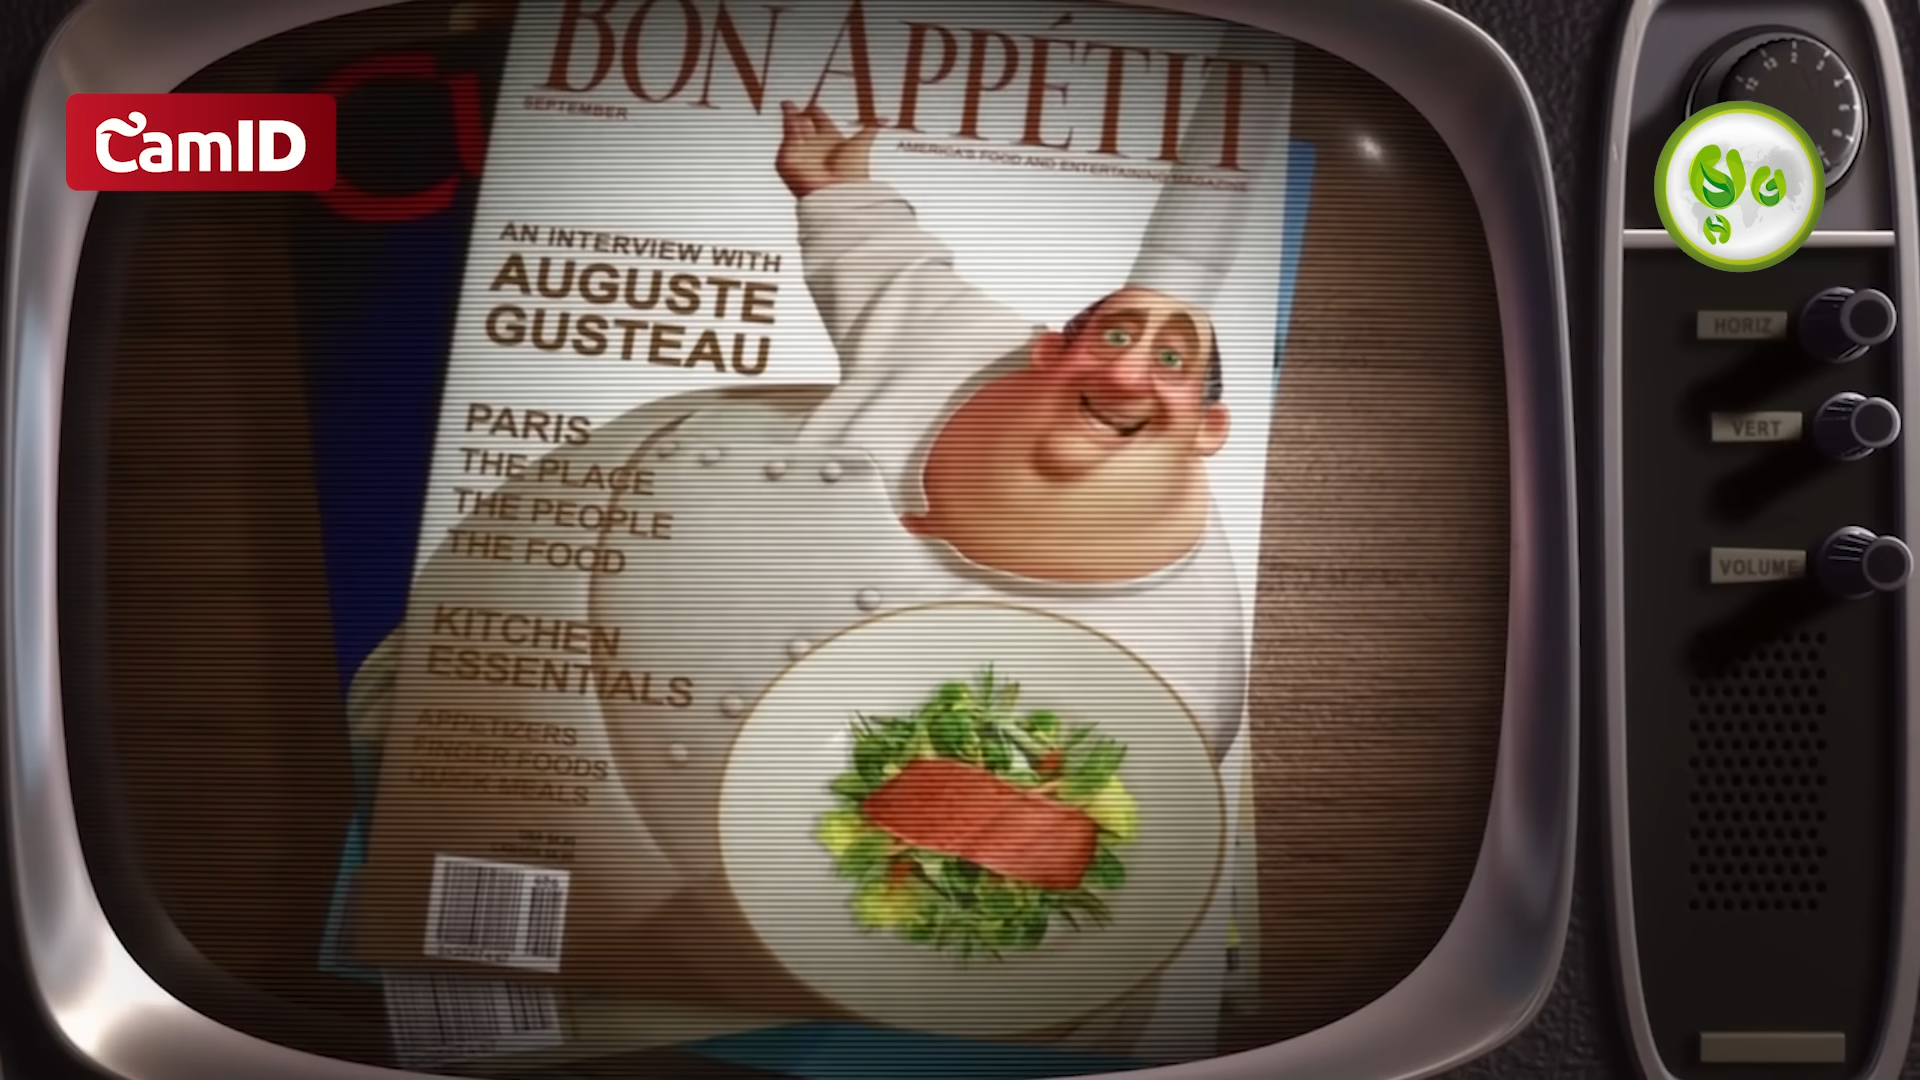 BON APPÉTIT
SEPTEMBER
AMERICA'S FOOD AND ENTERTAINING MAGAZINE
CamID
AN INTERVIEW WITH
AUGUSTE
GUSTEAU
PARIS
THE PLACE
THE PEOPLE
THE FOOD
KITCHEN
ESSENTIALS
APPETIZERS
FINGER FOODS
QUICK MEALS
HORIZ
VERT
VOLUME